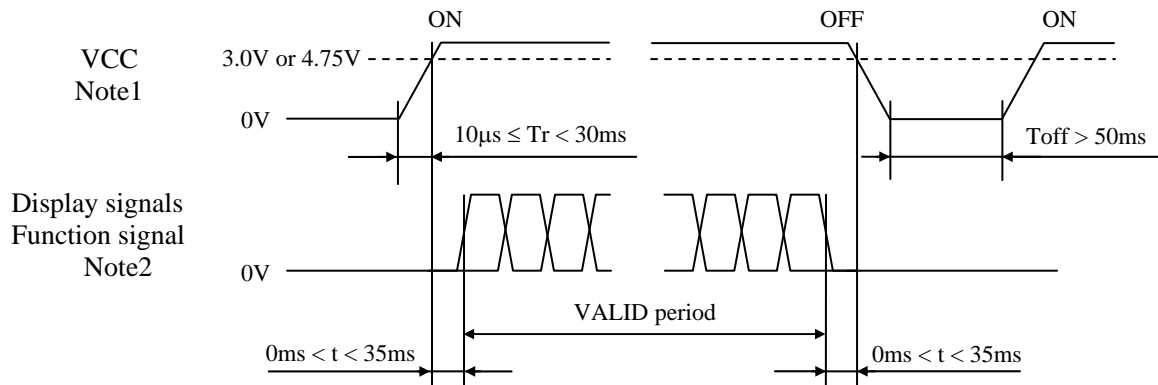 ON
OFF
ON
VCC
Note1
3.0V or 4.75V
0V
10μs ≤ Tr < 30ms
Toff > 50ms
Display signals
Function signal
Note2
0V
VALID period
0ms < t < 35ms
0ms < t < 35ms